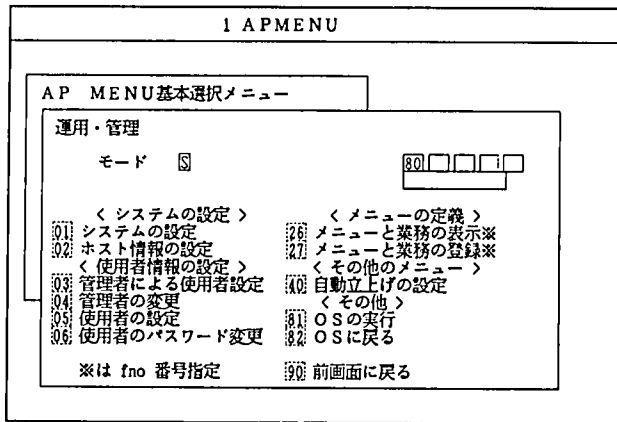 1 APMENU
AP MENU基本選択メニュー
運用・管理
モード S
80 i
< システムの設定 >
01 システムの設定
02 ホスト情報の設定
< 使用者情報の設定 >
03 管理者による使用者設定
04 管理者の変更
05 使用者の設定
06 使用者のパスワード変更
※は fno 番号指定
< メニューの定義 >
26 メニューと業務の表示※
27 メニューと業務の登録※
< その他のメニュー >
40 自動立上げの設定
< その他 >
81 OSの実行
82 OSに戻る
90 前画面に戻る